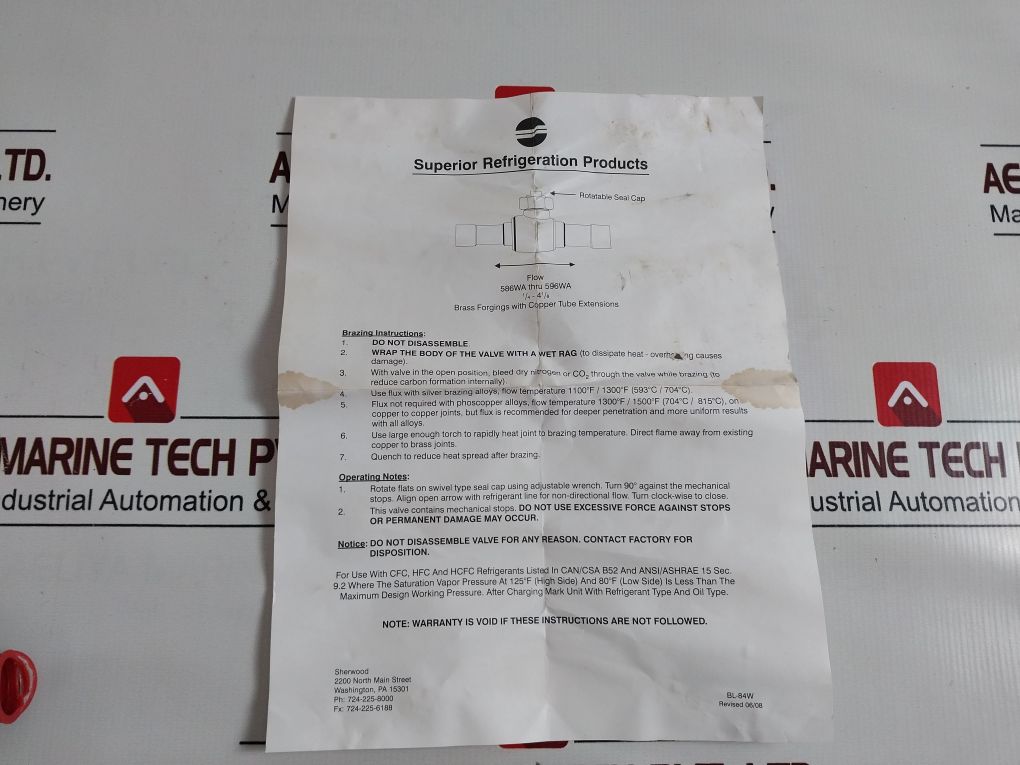 Superior Refrigeration Products
Rotatable Seal Cap
Flow
586WA thru 596WA
1/4 - 4 1/8
Brass Forgings with Copper Tube Extensions
Brazing Instructions:
1. DO NOT DISASSEMBLE.
2. WRAP THE BODY OF THE VALVE WITH A WET RAG (to dissipate heat - causes
damage).
3. With valve in the open position, bleed dry nitrogen or CO2 through the valve while brazing (to
reduce carbon formation internally).
4. Use flux with silver brazing alloys, flow temperature 1100°F / 1300°F (593°C / 704°C).
5. Flux not required with phoscopper alloys, flow temperature 1300°F / 1500°F (704°C / 815°C), on
copper to copper joints, but flux is recommended for deeper penetration and more uniform results
with all alloys.
6. Use large enough torch to rapidly heat joint to brazing temperature. Direct flame away from existing
copper to brass joints.
7. Quench to reduce heat spread after brazing.
Operating Notes:
1. Rotate flats on swivel type seal cap using adjustable wrench. Turn 90° against the mechanical
stops. Align open arrow with refrigerant line for non-directional flow. Turn clock-wise to close.
2. This valve contains mechanical stops. DO NOT USE EXCESSIVE FORCE AGAINST STOPS
OR PERMANENT DAMAGE MAY OCCUR.
Notice: DO NOT DISASSEMBLE VALVE FOR ANY REASON. CONTACT FACTORY FOR
DISPOSITION.
For Use With CFC, HFC And HCFC Refrigerants Listed In CAN/CSA B52 And ANSI/ASHRAE 15 Sec.
9.2 Where The Saturation Vapor Pressure At 125°F (High Side) And 80°F (Low Side) Is Less Than The
Maximum Design Working Pressure. After Charging Mark Unit With Refrigerant Type And Oil Type.
NOTE: WARRANTY IS VOID IF THESE INSTRUCTIONS ARE NOT FOLLOWED.
Sherwood
2200 North Main Street
Washington, PA 15301
Ph: 724-225-8000
Fx: 724-225-6188
BL-84W
Revised 06/08
.TD.
nery
AE
Ma
MARINE TECH P
ndustrial Automation &
ARINE TECH
ustrial Automation